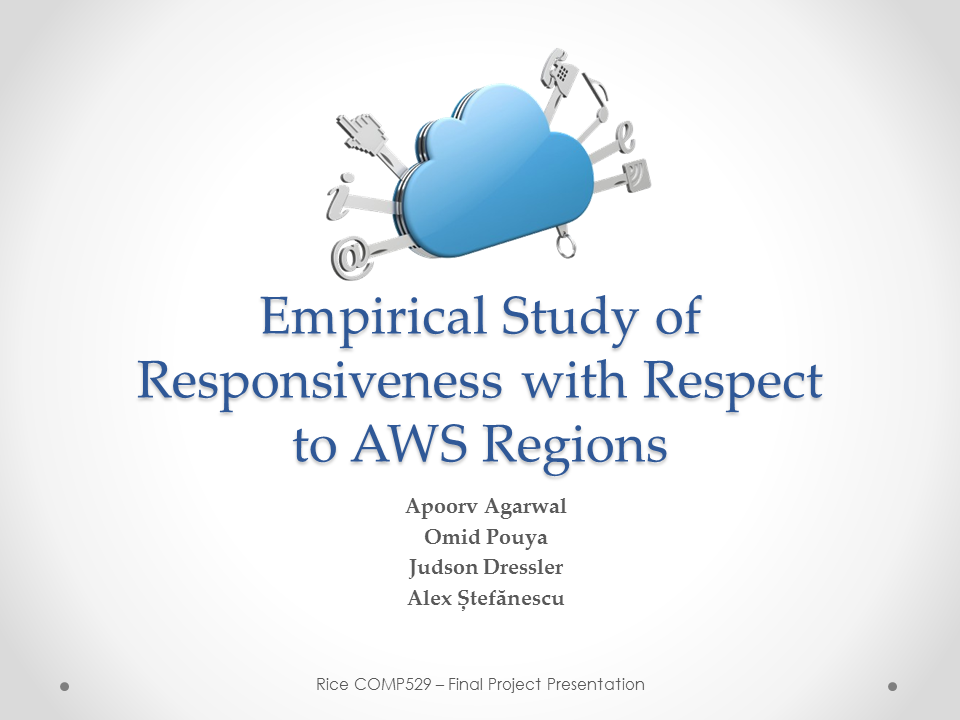 Empirical Study of
Responsiveness with Respect
to AWS Regions
Apoorv Agarwal
Omid Pouya
Judson Dressler
Alex Ștefănescu
Rice COMP529 – Final Project Presentation